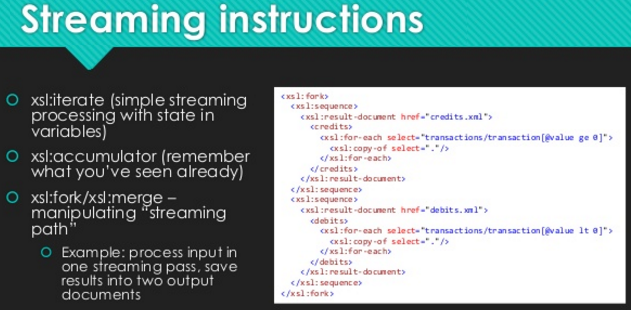 Streaming instructions
xsl:iterate (simple streaming
processing with state in
variables)
xsl:accumulator (remember
what you've seen already)
xsl:fork/xsl:merge –
manipulating "streaming
path"
Example: process input in
one streaming pass, save
results into two output
documents
<xsl:fork>
<xsl:sequence>
<xsl:result-document href="credits.xml">
<credits>
<xsl:for-each select="transactions/transaction[@value ge 0]">
<xsl:copy-of select="."/>
</xsl:for-each>
</credits>
</xsl:result-document>
</xsl:sequence>
<xsl:sequence>
<xsl:result-document href="debits.xml">
<debits>
<xsl:for-each select="transactions/transaction[@value lt 0]">
<xsl:copy-of select="."/>
</xsl:for-each>
</debits>
</xsl:result-document>
</xsl:sequence>
</xsl:fork>